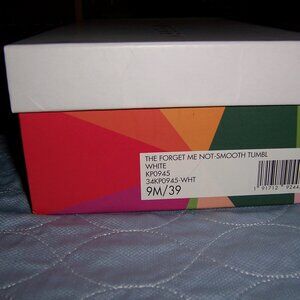 THE FORGET ME NOT-SMOOTH TUMBL
WHITE
KP0945
34KP0945-WHT
9M/39